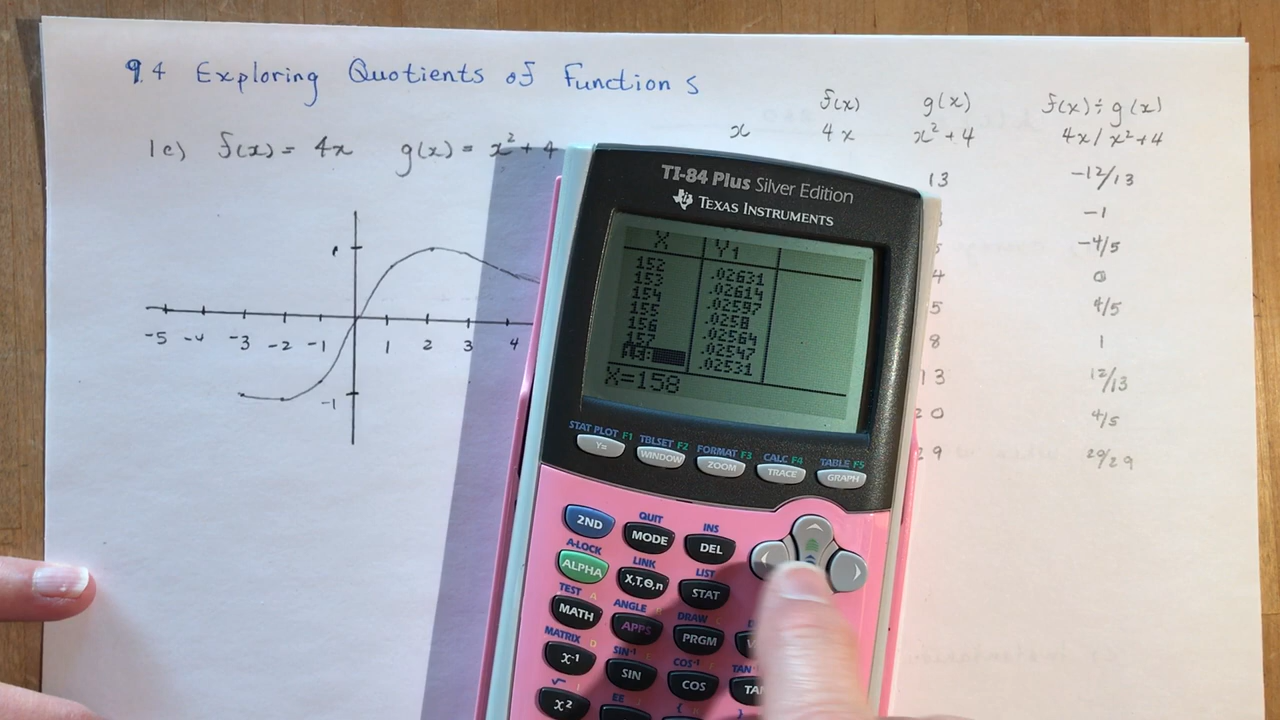 9.4 Exploring Quotients of Functions
1c) f(x) = 4x g(x) = x² + 4
x f(x) g(x) f(x) ÷ g(x)
4x x² + 4 4x / x² + 4
13 -12/13
-1
5 -4/5
4 0
5 4/5
8 1
13 12/13
20 4/5
29 20/29
1
-5 -4 -3 -2 -1 1 2 3 4
-1
TI-84 Plus Silver Edition
TEXAS INSTRUMENTS
X Y₁
152 .02631
153 .02614
154 .02597
155 .0258
156 .02564
157 .02547
.02531
X=158
STAT PLOT F1 TBLSET F2 FORMAT F3 CALC F4 TABLE F5
Y= WINDOW ZOOM TRACE GRAPH
QUIT INS
2ND MODE DEL
A-LOCK LINK LIST
ALPHA X,T,Θ,n STAT
TEST A ANGLE B DRAW C
MATH APPS PRGM
MATRIX D SIN⁻¹ E COS⁻¹ F TAN
x⁻¹ SIN COS TAN
√ EE
x²